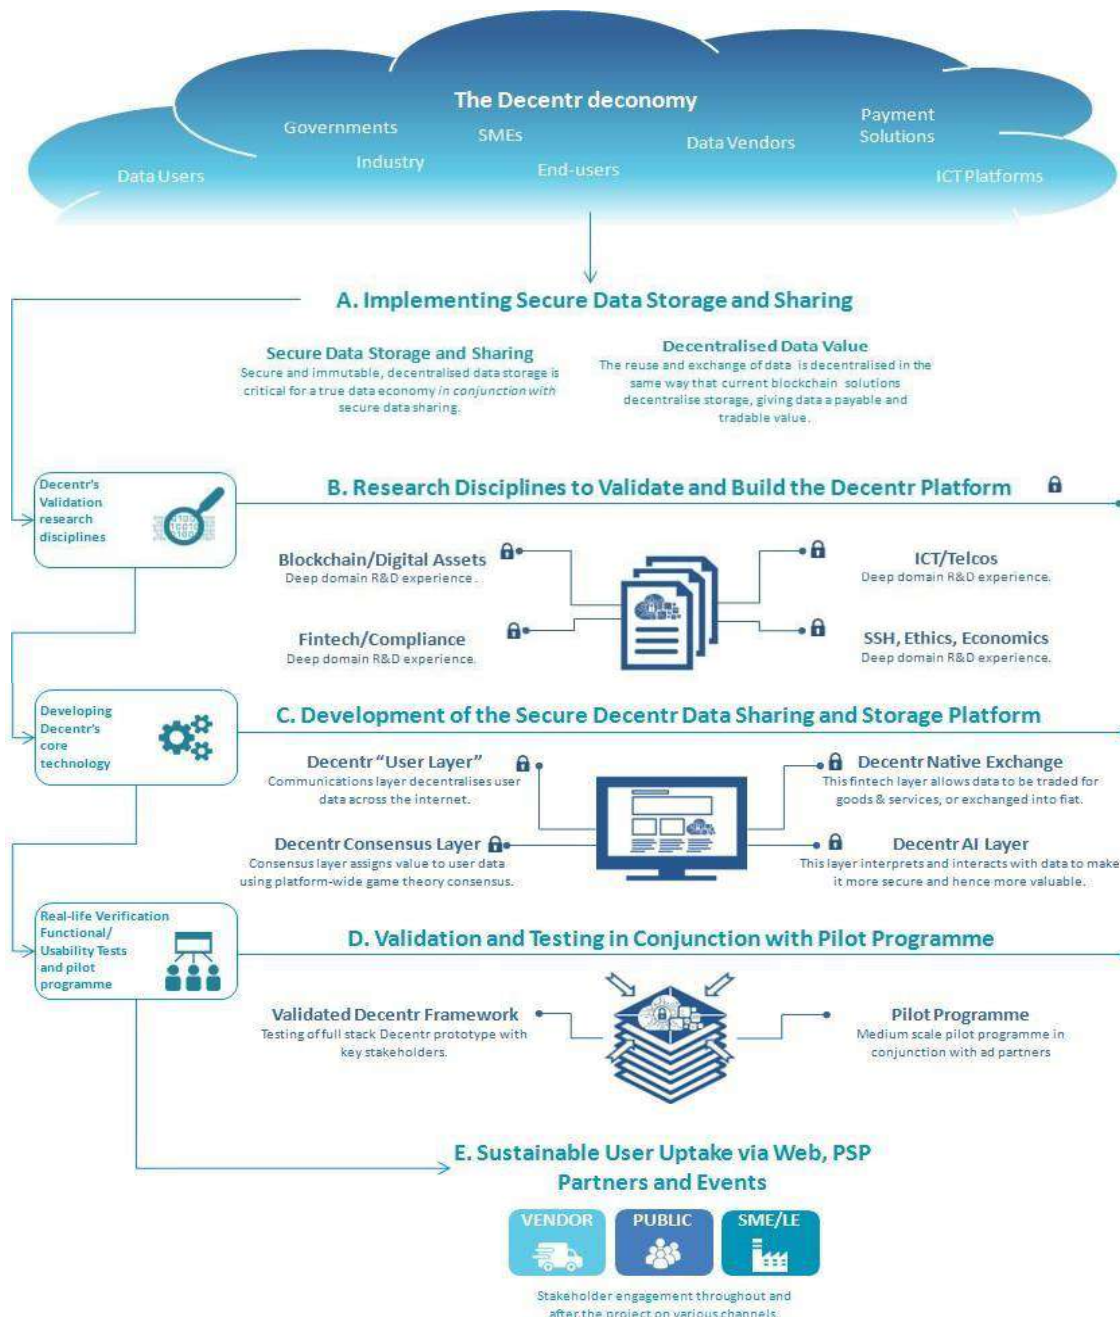 The Decentr deconomy
Governments
SMEs
Payment
Solutions
Industry
End-users
Data Vendors
Data Users
ICT Platforms
A. Implementing Secure Data Storage and Sharing
Secure Data Storage and Sharing
Secure and immutable, decentralised data storage is
critical for a true data economy in conjunction with
secure data sharing.
Decentralised Data Value
The reuse and exchange of data is decentralised in the
same way that current blockchain solutions
decentralise storage, giving data a payable and
tradable value.
Decentr's
Validation
research
disciplines
B. Research Disciplines to Validate and Build the Decentr Platform
Blockchain/Digital Assets
Deep domain R&D experience .
ICT/Telcos
Deep domain R&D experience.
Fintech/Compliance
Deep domain R&D experience.
SSH, Ethics, Economics
Deep domain R&D experience.
Developing
Decentr's
core
technology
C. Development of the Secure Decentr Data Sharing and Storage Platform
Decentr “User Layer”
Communications layer decentralises user
data across the internet.
Decentr Native Exchange
This fintech layer allows data to be traded for
goods & services, or exchanged into fiat.
Decentr Consensus Layer
Consensus layer assigns value to user data
using platform-wide game theory consensus.
Decentr AI Layer
This layer interprets and interacts with data to make
it more secure and hence more valuable.
Real-life Verification
Functional/
Usability Tests
and pilot
programme
D. Validation and Testing in Conjunction with Pilot Programme
Validated Decentr Framework
Testing of full stack Decentr prototype with
key stakeholders.
Pilot Programme
Medium scale pilot programme in
conjunction with ad partners
E. Sustainable User Uptake via Web, PSP
Partners and Events
VENDOR
PUBLIC
SME/LE
Stakeholder engagement throughout and
after the project on various channels